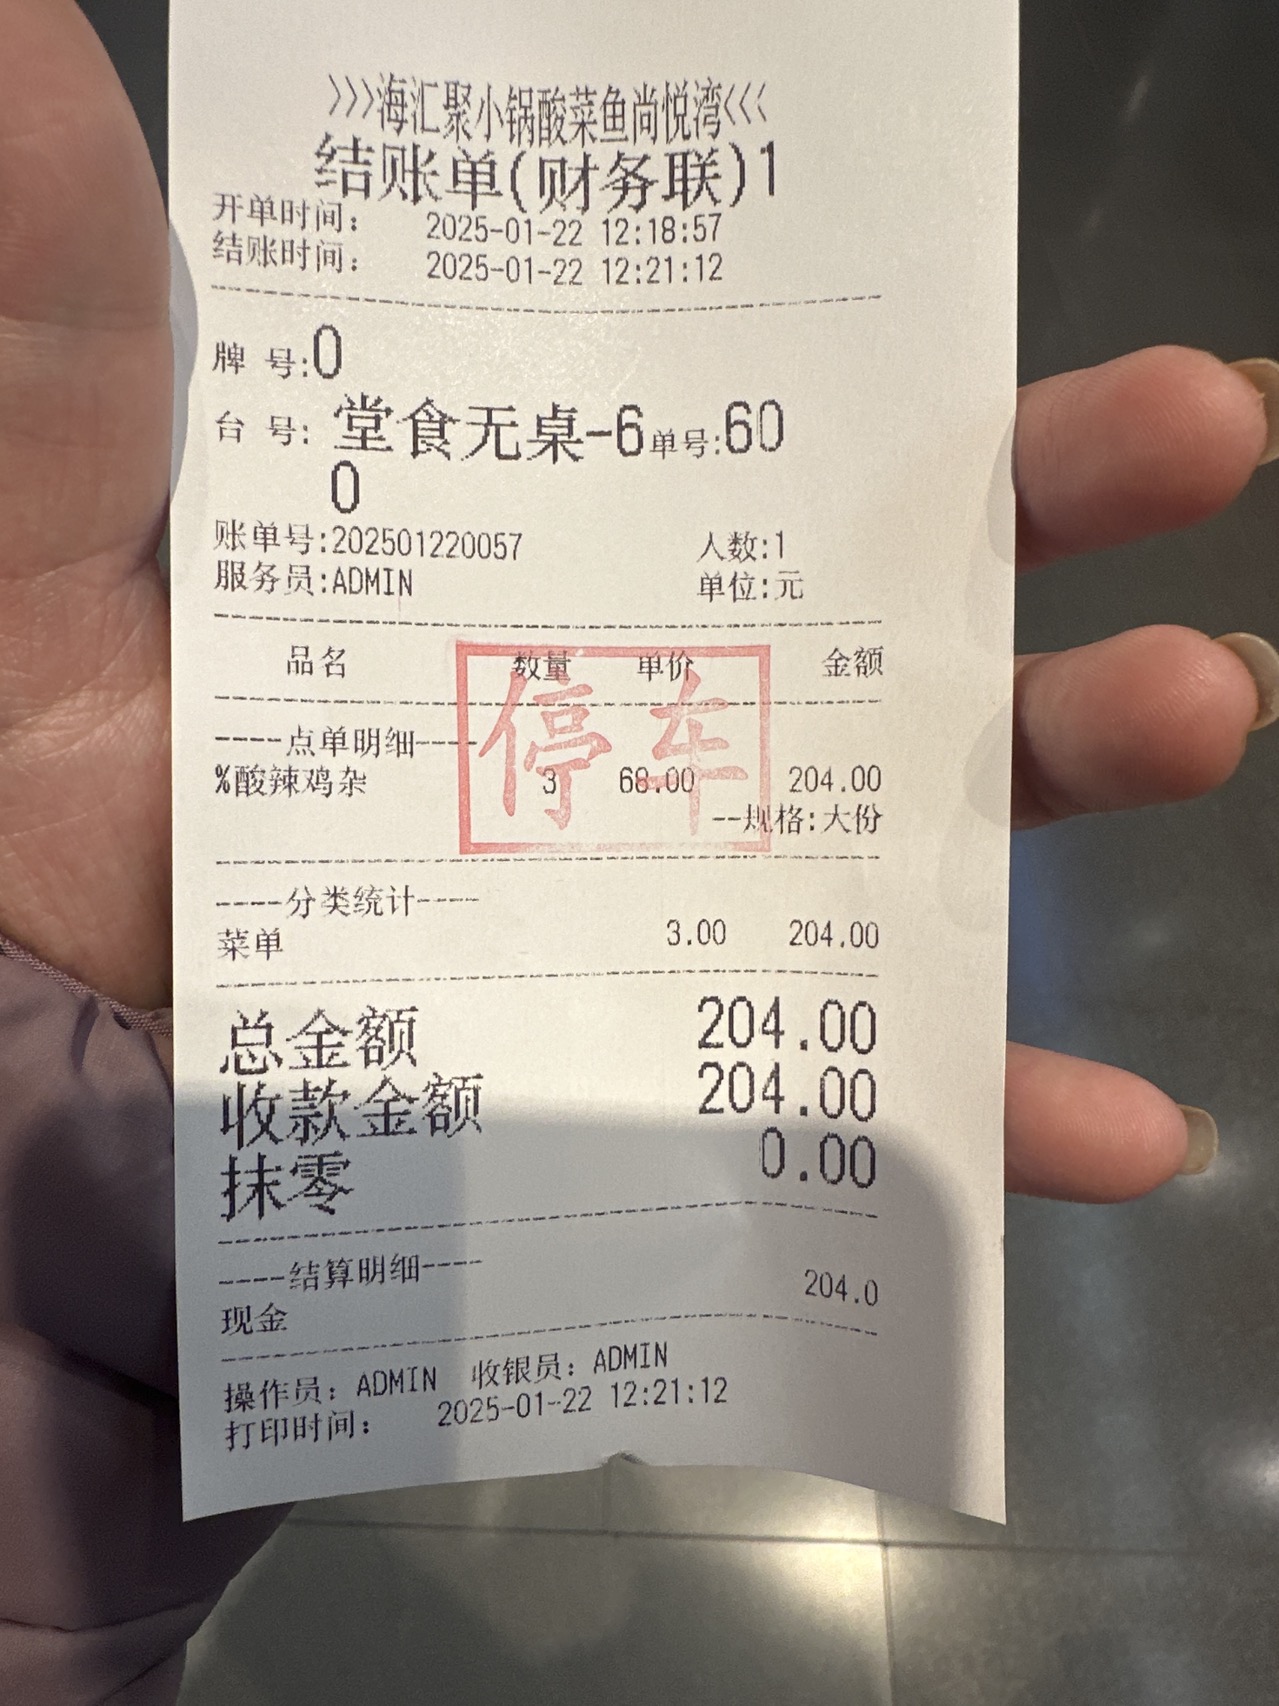 >>>海汇聚小锅酸菜鱼尚悦湾<<<
结账单(财务联)1
开单时间： 2025-01-22 12:18:57
结账时间： 2025-01-22 12:21:12
牌 号:0
台 号: 堂食无桌-6单号:60
0
账单号:202501220057 人数:1
服务员:ADMIN 单位:元
品名 数量 单价 金额
停车
----点单明细----
%酸辣鸡杂 3 68.00 204.00
--规格:大份
----分类统计----
菜单 3.00 204.00
总金额 204.00
收款金额 204.00
抹零 0.00
----结算明细----
现金 204.0
操作员：ADMIN 收银员：ADMIN
打印时间： 2025-01-22 12:21:12